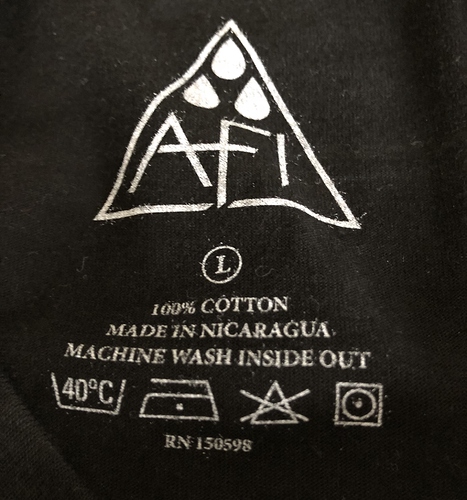 AFI
L
100% COTTON
MADE IN NICARAGUA
MACHINE WASH INSIDE OUT
40°C
RN 150598